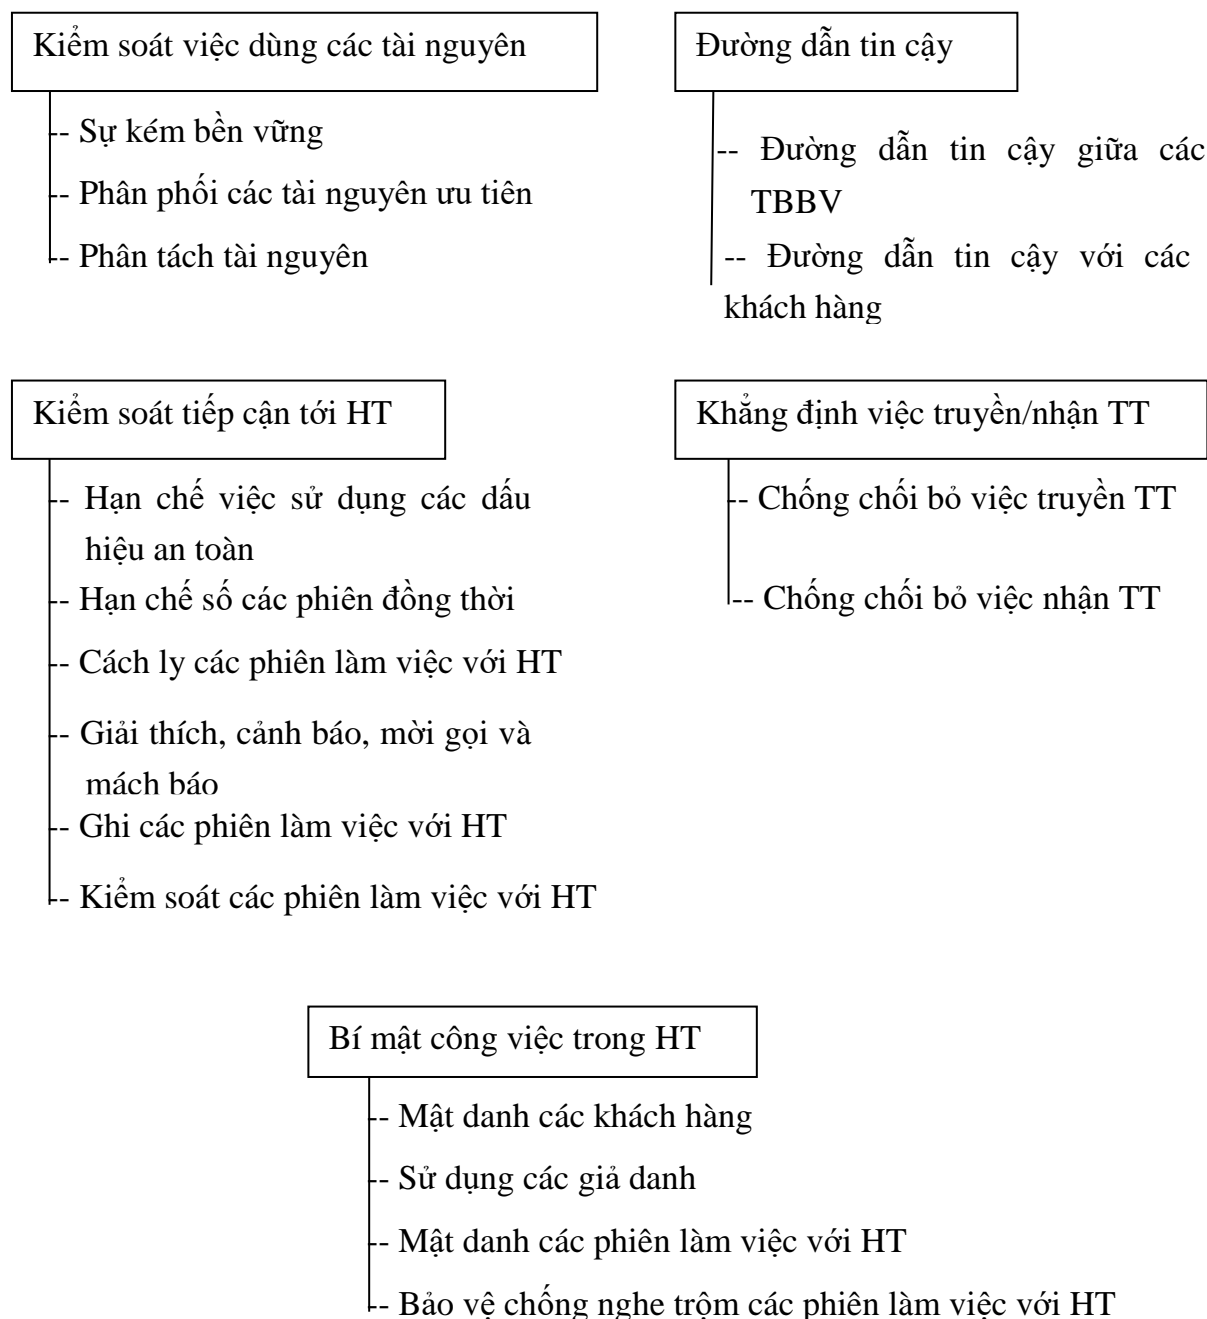 Kiểm soát việc dùng các tài nguyên
-- Sự kém bền vững
-- Phân phối các tài nguyên ưu tiên
-- Phân tách tài nguyên
Đường dẫn tin cậy
-- Đường dẫn tin cậy giữa các
TBBV
-- Đường dẫn tin cậy với các
khách hàng
Kiểm soát tiếp cận tới HT
-- Hạn chế việc sử dụng các dấu
hiệu an toàn
-- Hạn chế số các phiên đồng thời
-- Cách ly các phiên làm việc với HT
-- Giải thích, cảnh báo, mời gọi và
mách báo
-- Ghi các phiên làm việc với HT
-- Kiểm soát các phiên làm việc với HT
Khẳng định việc truyền/nhận TT
-- Chống chối bỏ việc truyền TT
-- Chống chối bỏ việc nhận TT
Bí mật công việc trong HT
-- Mật danh các khách hàng
-- Sử dụng các giả danh
-- Mật danh các phiên làm việc với HT
-- Bảo vệ chống nghe trộm các phiên làm việc với HT